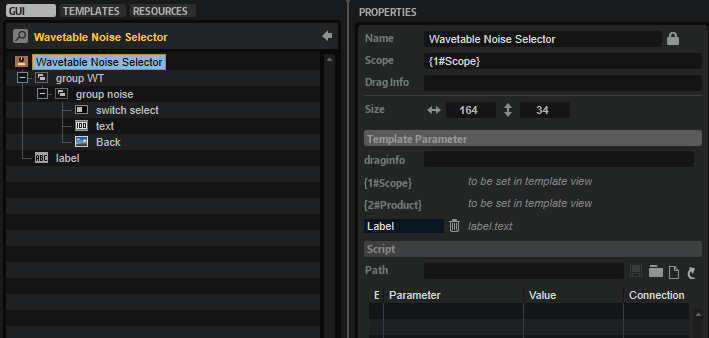 GUI TEMPLATES RESOURCES
Wavetable Noise Selector
Wavetable Noise Selector
group WT
group noise
switch select
text
Back
ABC label
PROPERTIES
Name Wavetable Noise Selector
Scope {1#Scope}
Drag Info
Size 164 34
Template Parameter
draginfo
{1#Scope} to be set in template view
{2#Product} to be set in template view
Label label.text
Script
Path
E Parameter Value Connection